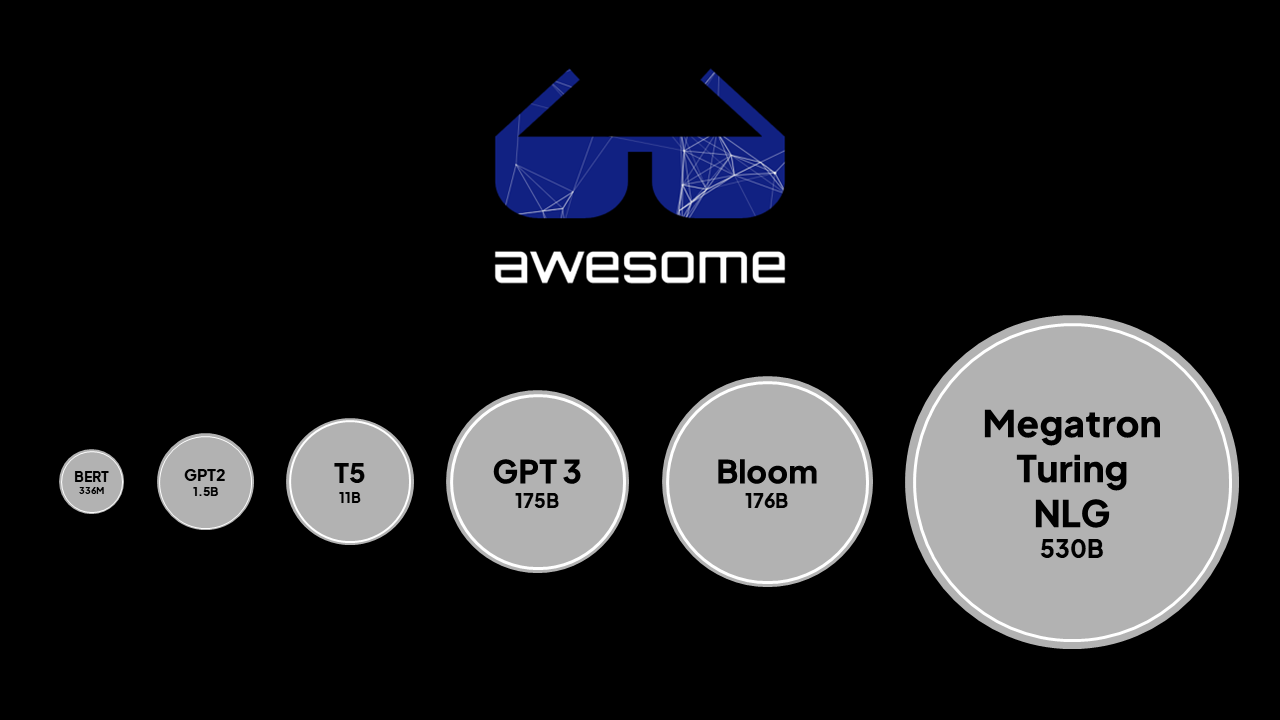 awesome
BERT
336M
GPT2
1.5B
T5
11B
GPT 3
175B
Bloom
176B
Megatron
Turing
NLG
530B